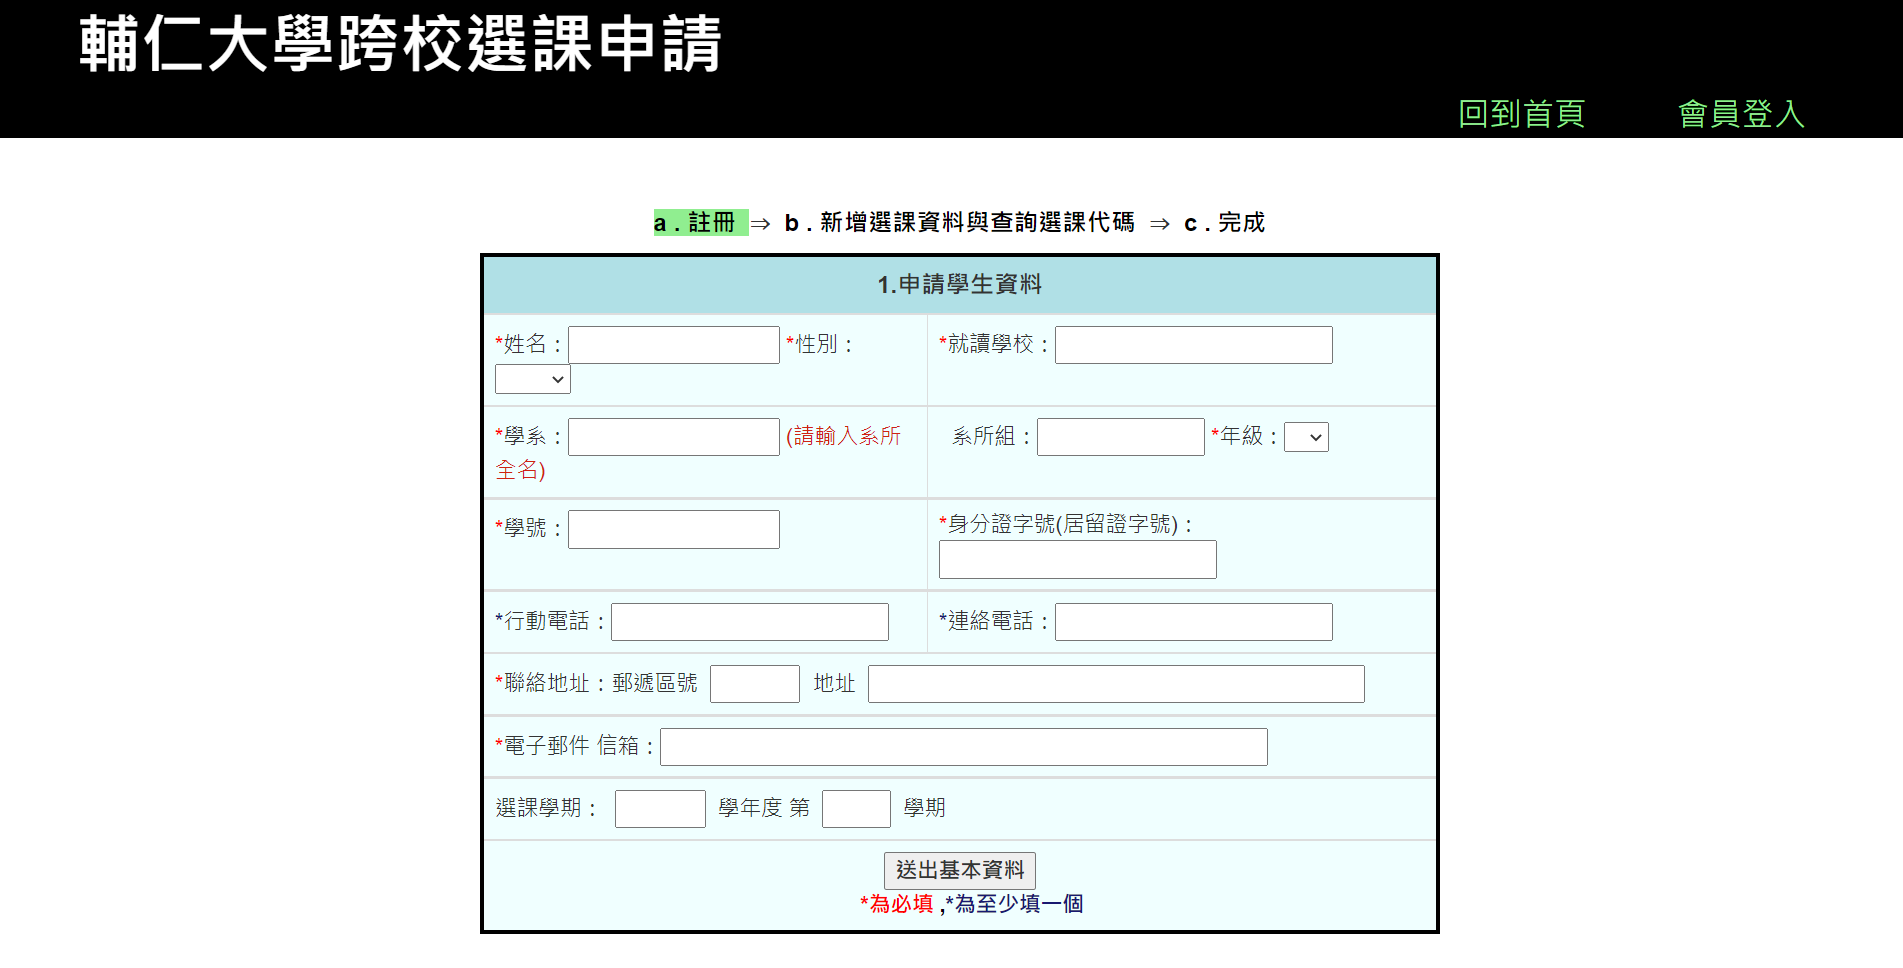 輔仁大學跨校選課申請
回到首頁 會員登入
a . 註冊 ⇒ b . 新增選課資料與查詢選課代碼 ⇒ c . 完成
1.申請學生資料
*姓名 : *性別 :
*就讀學校 :
*學系 : (請輸入系所
全名)
系所組 : *年級 :
*學號 :
*身分證字號(居留證字號) :
*行動電話 :
*連絡電話 :
*聯絡地址 : 郵遞區號 地址
*電子郵件 信箱 :
選課學期 : 學年度 第 學期
送出基本資料
*為必填 ,*為至少填一個